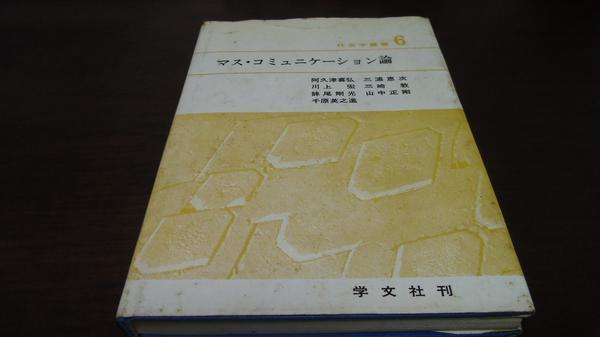 社会学叢書 6
マス・コミュニケーション論
阿久津喜弘 三浦恵次
川上 宏 三崎 敦
妹尾剛光 山中正剛
千原英之進
学文社刊